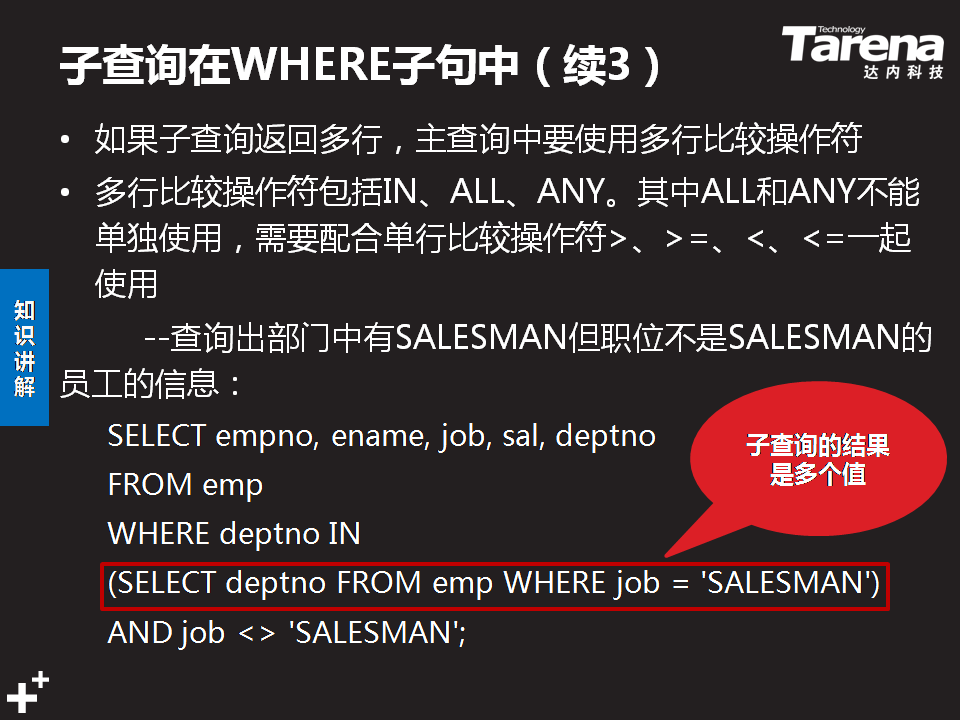 子查询在WHERE子句中（续3）
Technology
Tarena
达内科技
• 如果子查询返回多行，主查询中要使用多行比较操作符
• 多行比较操作符包括IN、ALL、ANY。其中ALL和ANY不能
单独使用，需要配合单行比较操作符>、>=、<、<=一起
使用
知识讲解
--查询出部门中有SALESMAN但职位不是SALESMAN的
员工的信息：
SELECT empno, ename, job, sal, deptno
FROM emp
WHERE deptno IN
(SELECT deptno FROM emp WHERE job = 'SALESMAN')
AND job <> 'SALESMAN';
子查询的结果
是多个值